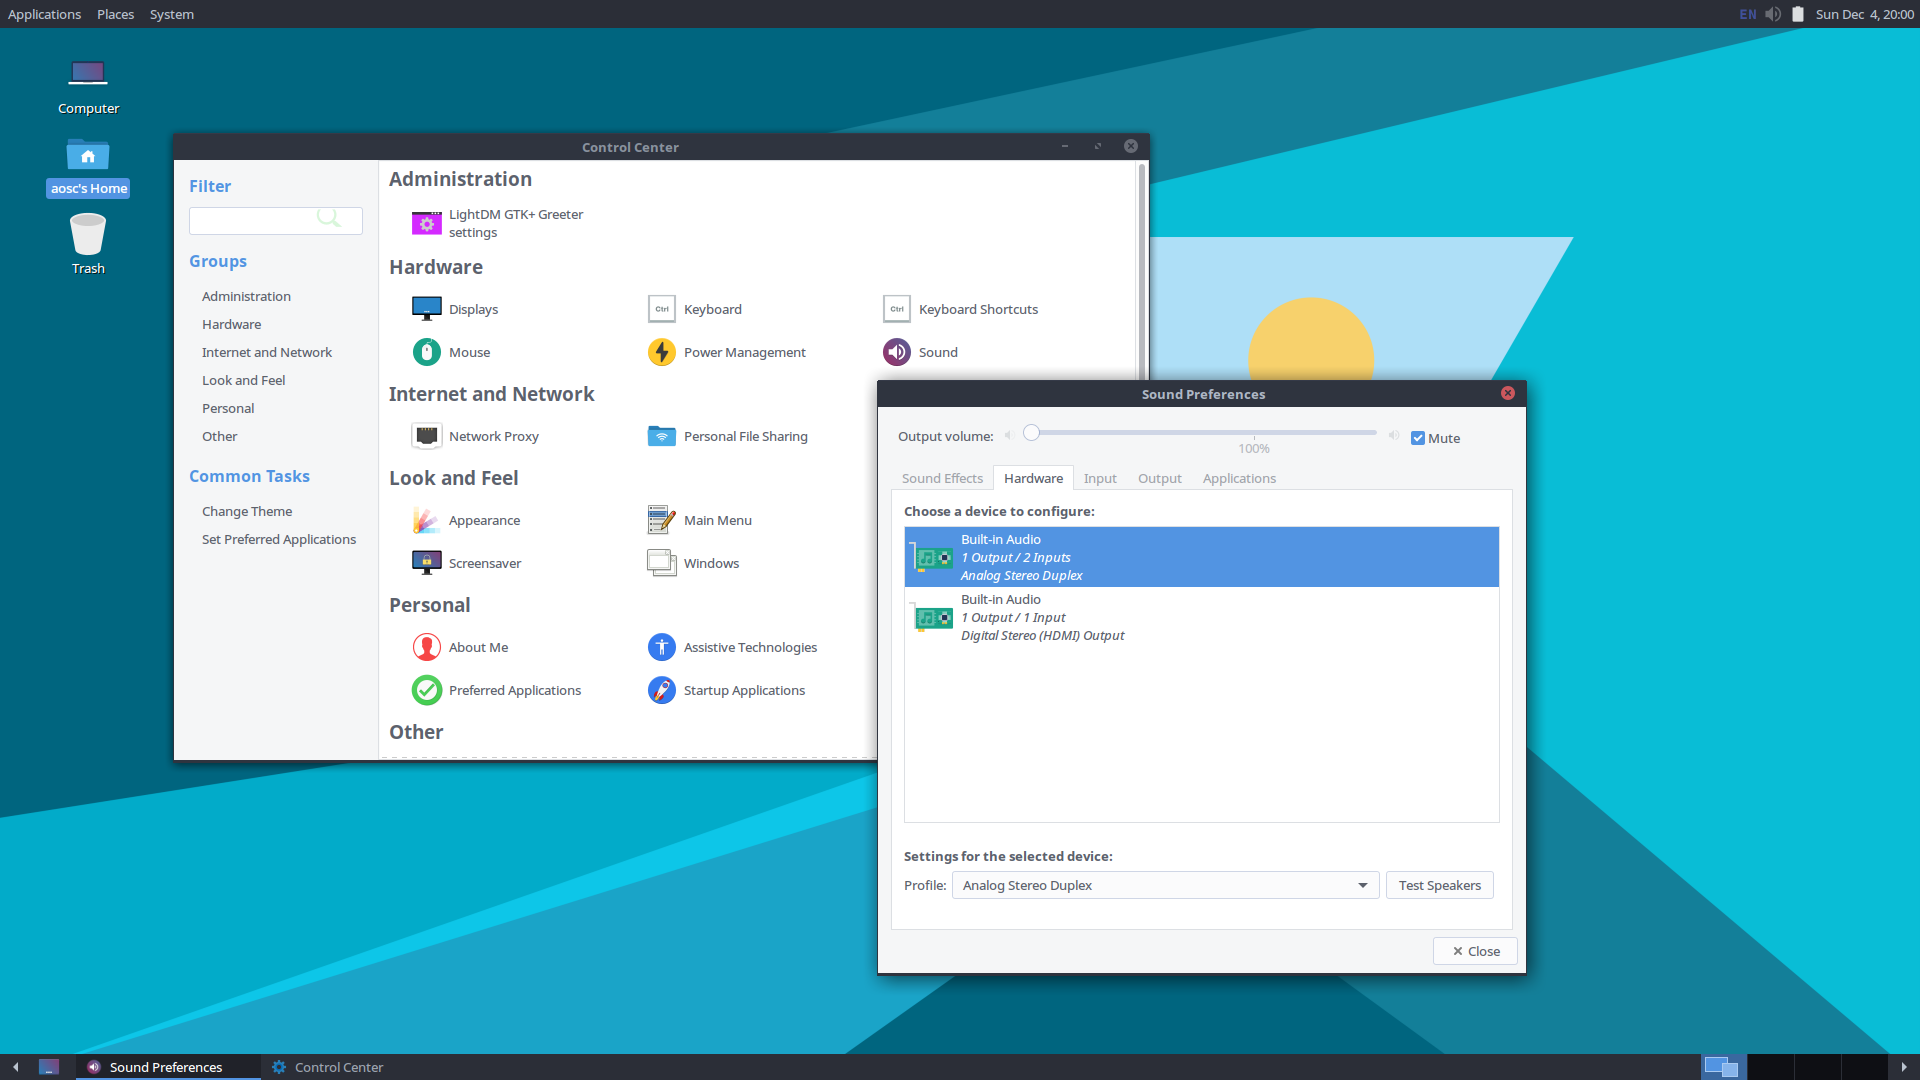 Applications Places System
EN Sun Dec 4, 20:00
Computer
aosc's Home
Trash
Control Center
Filter
Groups
Administration
Hardware
Internet and Network
Look and Feel
Personal
Other
Common Tasks
Change Theme
Set Preferred Applications
Administration
LightDM GTK+ Greeter
settings
Hardware
Displays
Ctrl Keyboard
Ctrl Keyboard Shortcuts
Mouse
Power Management
Sound
Internet and Network
Network Proxy
Personal File Sharing
Look and Feel
Appearance
Main Menu
Screensaver
Windows
Personal
About Me
Assistive Technologies
Preferred Applications
Startup Applications
Other
Sound Preferences
Output volume:
100%
Mute
Sound Effects Hardware Input Output Applications
Choose a device to configure:
Built-in Audio
1 Output / 2 Inputs
Analog Stereo Duplex
Built-in Audio
1 Output / 1 Input
Digital Stereo (HDMI) Output
Settings for the selected device:
Profile: Analog Stereo Duplex Test Speakers
Close
Sound Preferences Control Center